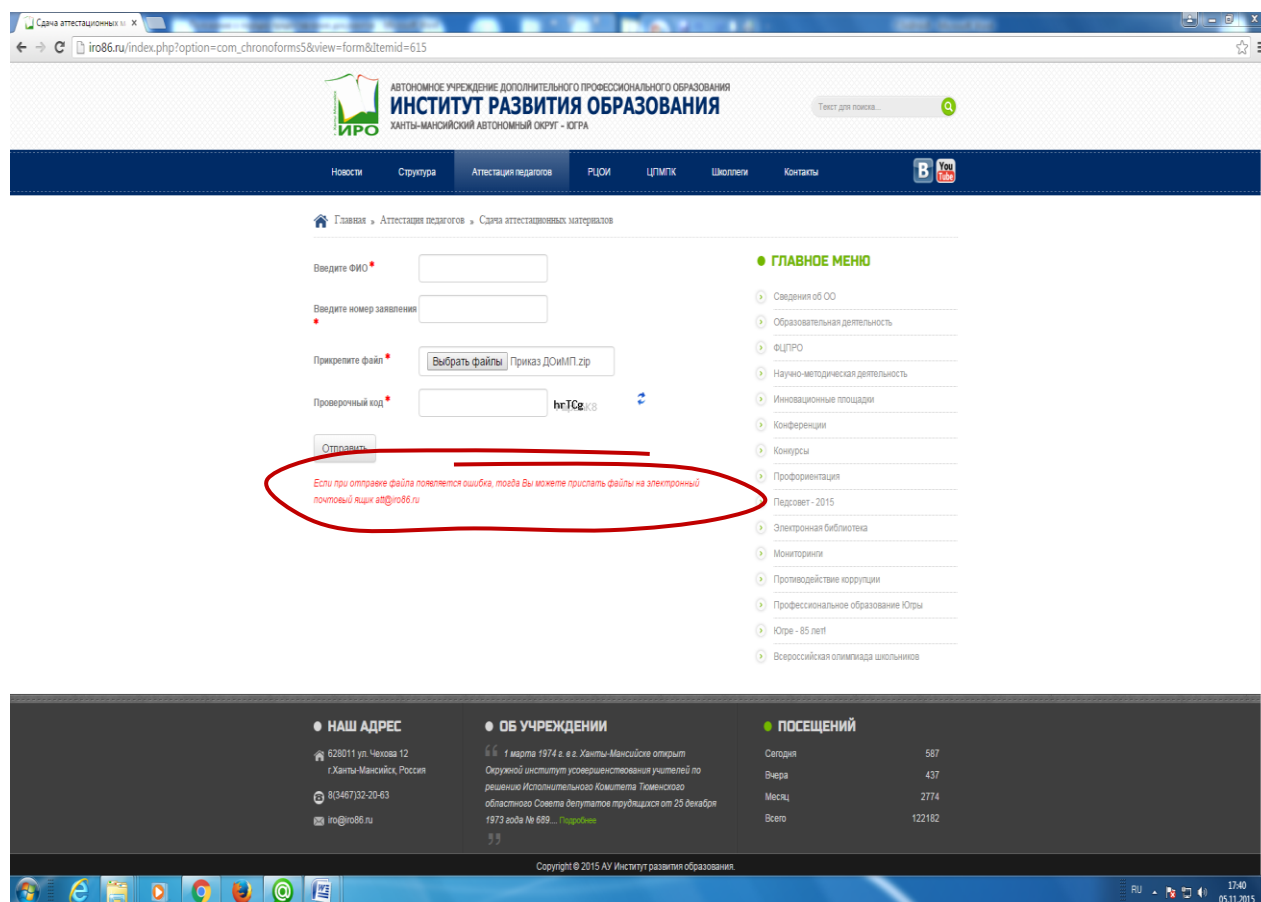 Сдача аттестационных м
iro86.ru/index.php?option=com_chronoforms5&view=form&Itemid=615
АВТОНОМНОЕ УЧРЕЖДЕНИЕ ДОПОЛНИТЕЛЬНОГО ПРОФЕССИОНАЛЬНОГО ОБРАЗОВАНИЯ
ИНСТИТУТ РАЗВИТИЯ ОБРАЗОВАНИЯ
ХАНТЫ-МАНСИЙСКИЙ АВТОНОМНЫЙ ОКРУГ - ЮГРА
ИРО
Текст для поиска...
Новости Структура Аттестация педагогов РЦОИ ЦПМПК Школлеги Контакты
B You Tube
Главная » Аттестация педагогов » Сдача аттестационных материалов
Введите ФИО *
Введите номер заявления *
Прикрепите файл * Выбрать файлы Приказ ДОиМП.zip
Проверочный код *
Отправить
Если при отправке файла появляется ошибка, тогда Вы можете прислать файлы на электронный
почтовый ящик att@iro86.ru
ГЛАВНОЕ МЕНЮ
Сведения об ОО
Образовательная деятельность
ФЦПРО
Научно-методическая деятельность
Инновационные площадки
Конференции
Конкурсы
Профориентация
Педсовет - 2015
Электронная библиотека
Мониторинги
Противодействие коррупции
Профессиональное образование Югры
Югре - 85 лет!
Всероссийская олимпиада школьников
НАШ АДРЕС
628011 ул. Чехова 12
г.Ханты-Мансийск, Россия
8(3467)32-20-63
iro@iro86.ru
ОБ УЧРЕЖДЕНИИ
1 марта 1974 г. в г. Ханты-Мансийске открыт
Окружной институт усовершенствования учителей по
решению Исполнительного Комитета Тюменского
областного Совета депутатов трудящихся от 25 декабря
1973 года № 689.... Подробнее
ПОСЕЩЕНИЙ
Сегодня 587
Вчера 437
Месяц 2774
Всего 122182
Copyright © 2015 АУ Институт развития образования.
RU
17:40
05.11.2015